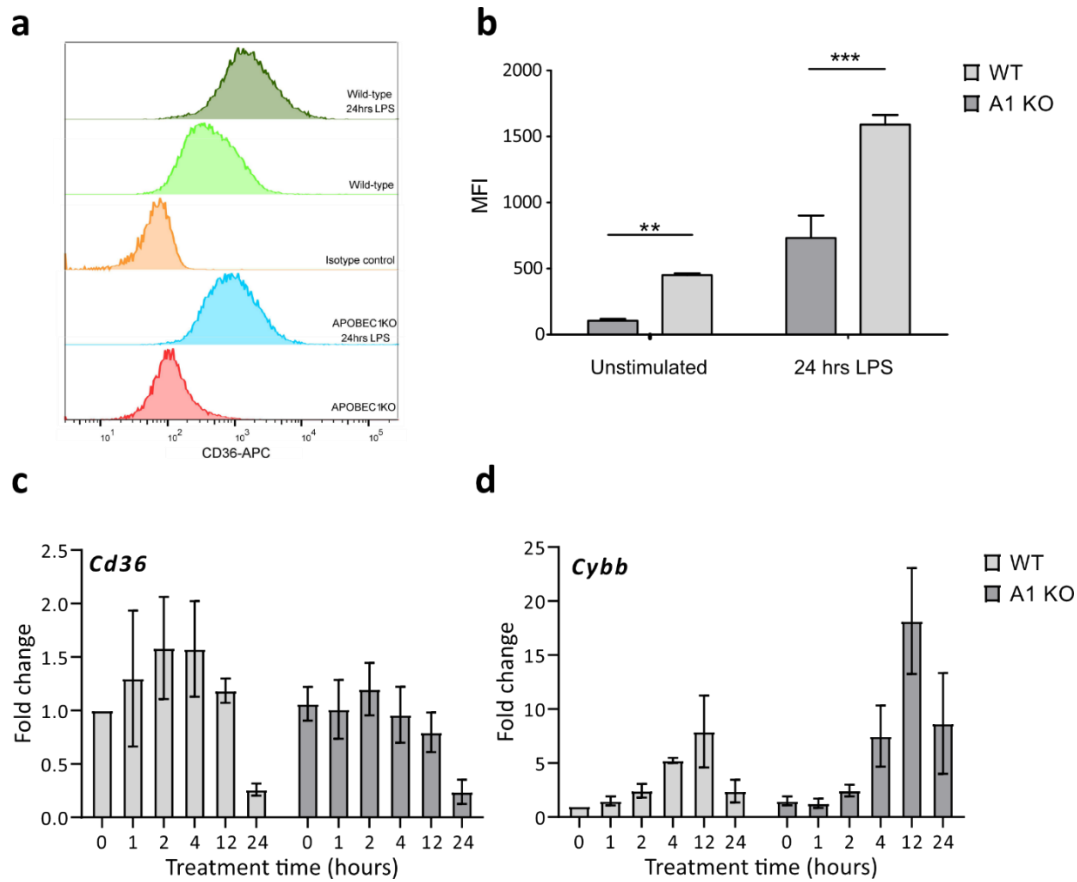 a
Wild-type
24hrs LPS
Wild-type
Isotype control
APOBEC1KO
24hrs LPS
APOBEC1KO
10¹ 10² 10³ 10⁴ 10⁵
CD36-APC
b
2000
1500
1000
500
0
MFI
**
***
Unstimulated 24 hrs LPS
WT
A1 KO
c
Cd36
2.5
2.0
1.5
1.0
0.5
0.0
Fold change
0 1 2 4 12 24 0 1 2 4 12 24
Treatment time (hours)
d
Cybb
25
20
15
10
5
0
Fold change
0 1 2 4 12 24 0 1 2 4 12 24
Treatment time (hours)
WT
A1 KO